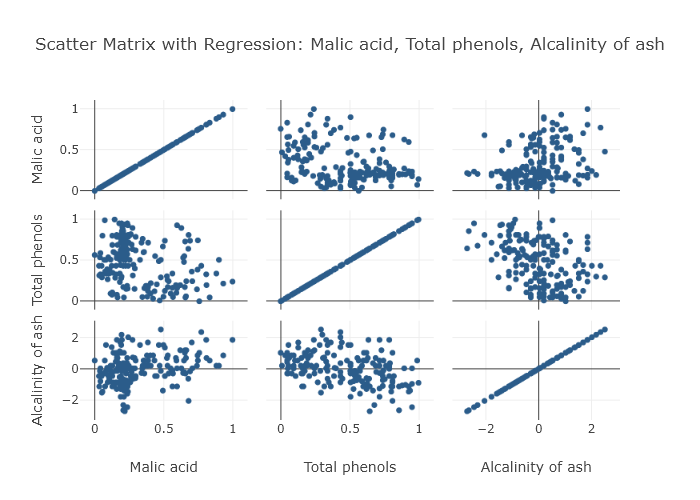 Scatter Matrix with Regression: Malic acid, Total phenols, Alcalinity of ash
Malic acid
1
0.5
0
Total phenols
1
0.5
0
Alcalinity of ash
2
0
−2
0 0.5 1 0 0.5 1 −2 0 2
Malic acid Total phenols Alcalinity of ash